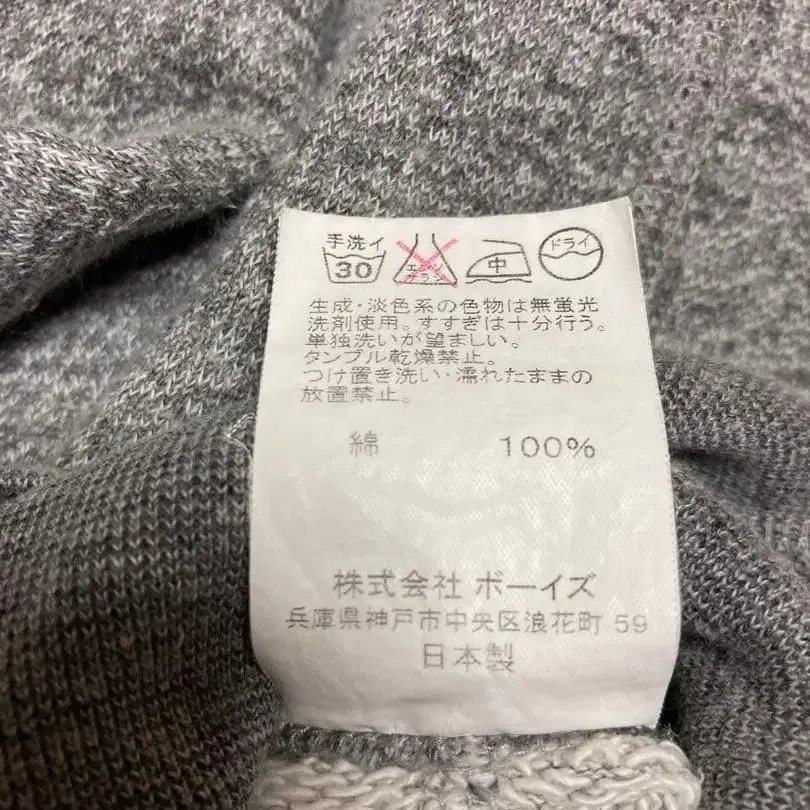 手洗イ
30
エンソ
サラシ
中
ドライ
生成・淡色系の色物は無蛍光
洗剤使用。すすぎは十分行う。
単独洗いが望ましい。
タンブル乾燥禁止。
つけ置き洗い・濡れたままの
放置禁止。
綿 100%
株式会社 ボーイズ
兵庫県神戸市中央区浪花町 59
日本製